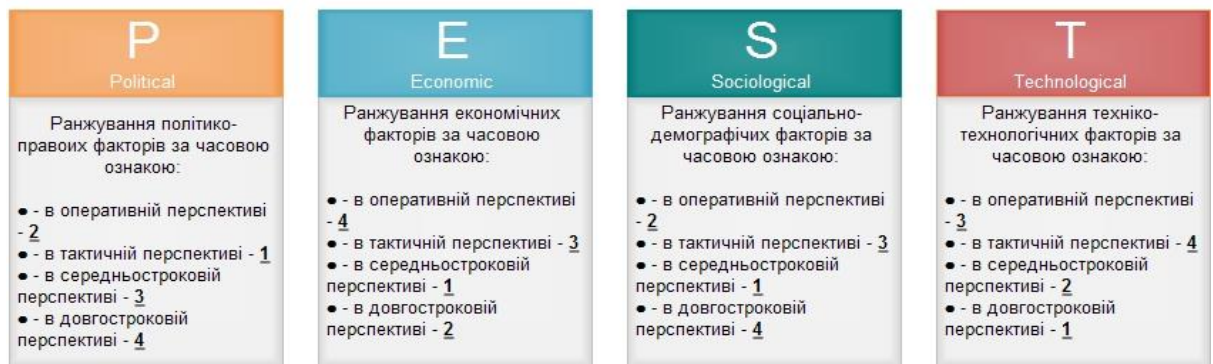 P
Political
Ранжування політико-
правоих факторів за часовою
ознакою:
● - в оперативній перспективі
- 2
● - в тактичній перспективі - 1
● - в середньостроковій
перспективі - 3
● - в довгостроковій
перспективі - 4
E
Economic
Ранжування економічних
факторів за часовою
ознакою:
● - в оперативній перспективі
- 4
● - в тактичній перспективі - 3
● - в середньостроковій
перспективі - 1
● - в довгостроковій
перспективі - 2
S
Sociological
Ранжування соціально-
демографічих факторів за
часовою ознакою:
● - в оперативній перспективі
- 2
● - в тактичній перспективі - 3
● - в середньостроковій
перспективі - 1
● - в довгостроковій
перспективі - 4
T
Technological
Ранжування техніко-
технологічних факторів за
часовою ознакою:
● - в оперативній перспективі
- 3
● - в тактичній перспективі - 4
● - в середньостроковій
перспективі - 2
● - в довгостроковій
перспективі - 1